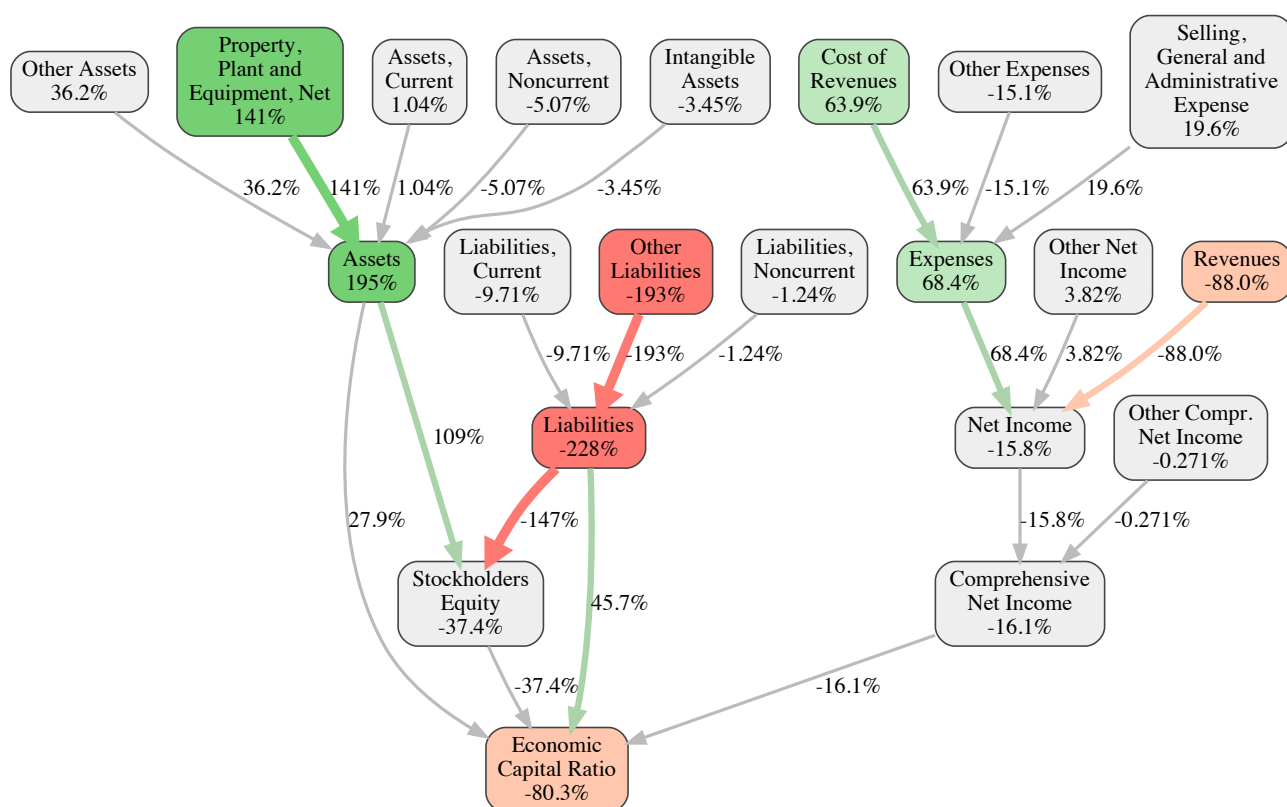 Other Assets
36.2%
Property,
Plant and
Equipment, Net
141%
Assets,
Current
1.04%
Assets,
Noncurrent
-5.07%
Intangible
Assets
-3.45%
Cost of
Revenues
63.9%
Other Expenses
-15.1%
Selling,
General and
Administrative
Expense
19.6%
36.2%
141%
1.04%
-5.07%
-3.45%
63.9%
-15.1%
19.6%
Assets
195%
Liabilities,
Current
-9.71%
Other
Liabilities
-193%
Liabilities,
Noncurrent
-1.24%
Expenses
68.4%
Other Net
Income
3.82%
Revenues
-88.0%
-9.71%
-193%
-1.24%
68.4%
3.82%
-88.0%
Liabilities
-228%
Net Income
-15.8%
Other Compr.
Net Income
-0.271%
109%
27.9%
-147%
-15.8%
-0.271%
Stockholders
Equity
-37.4%
45.7%
Comprehensive
Net Income
-16.1%
-37.4%
-16.1%
Economic
Capital Ratio
-80.3%